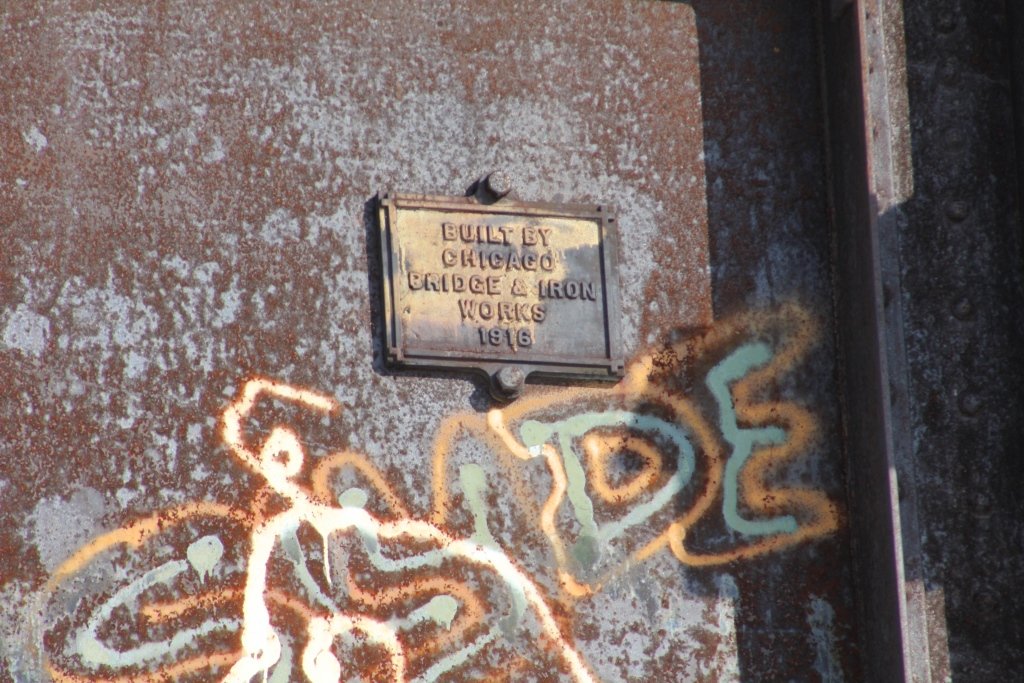 BUILT BY
CHICAGO
BRIDGE & IRON
WORKS
1916